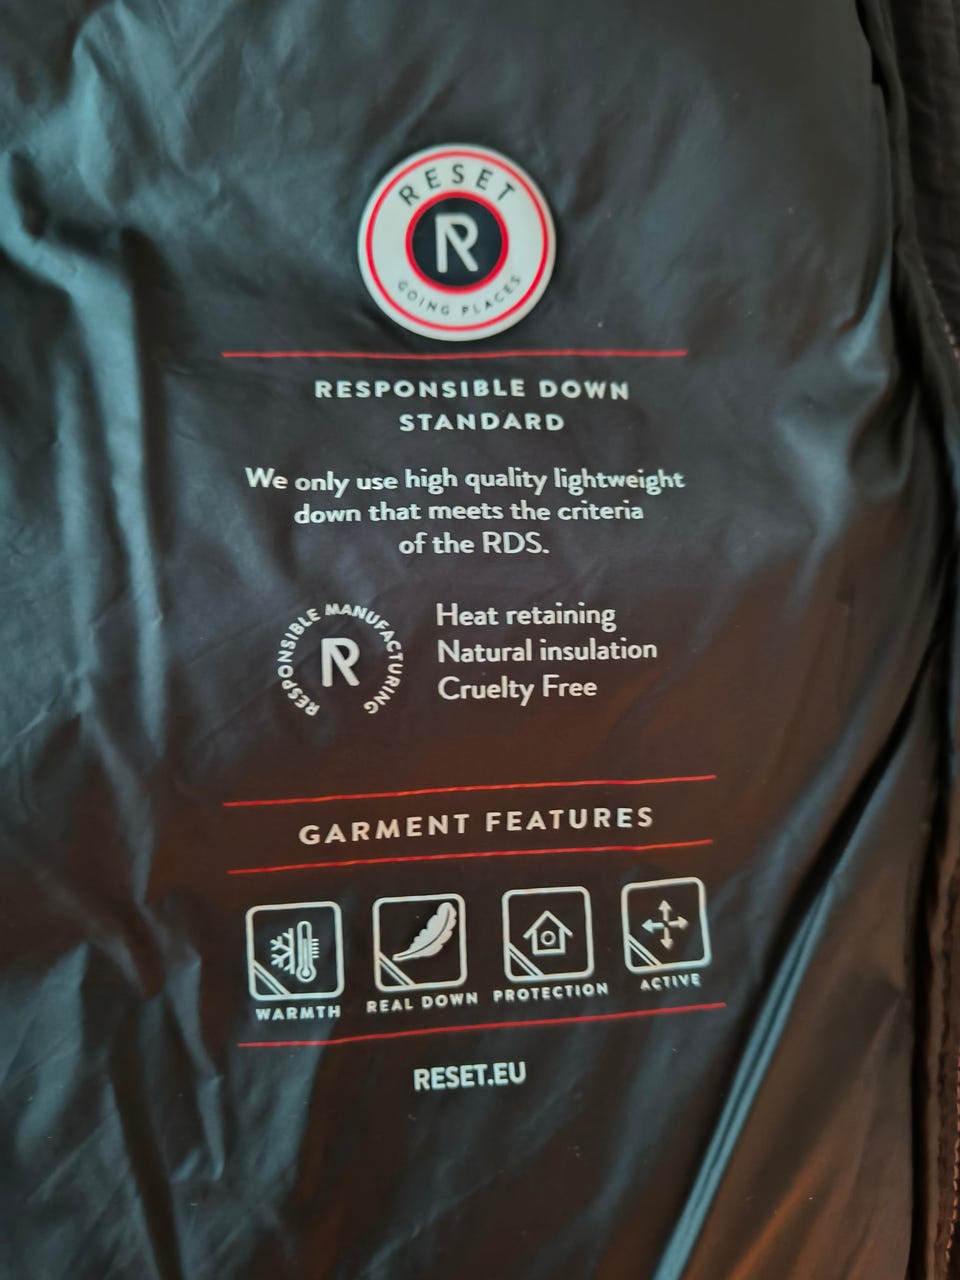 RESET
R
GOING PLACES
RESPONSIBLE DOWN
STANDARD
We only use high quality lightweight
down that meets the criteria
of the RDS.
RESPONSIBLE MANUFACTURING
R
Heat retaining
Natural insulation
Cruelty Free
GARMENT FEATURES
WARMTH REAL DOWN PROTECTION ACTIVE
RESET.EU